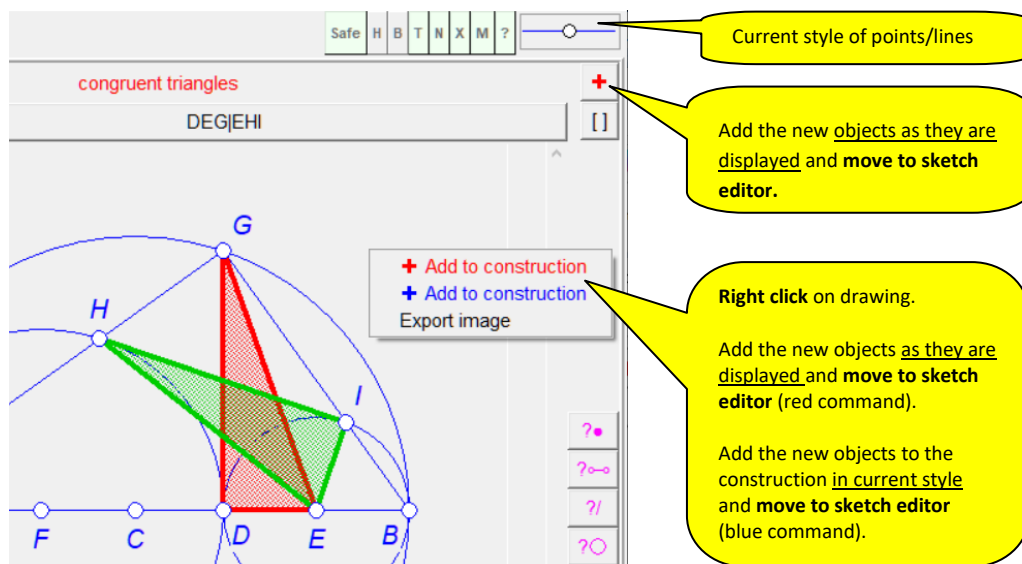 Safe H B T N X M ?
Current style of points/lines
congruent triangles
+
DEG|EHI
[ ]
Add the new objects as they are
displayed and move to sketch
editor.
G
+ Add to construction
+ Add to construction
Export image
H
I
Right click on drawing.
Add the new objects as they are
displayed and move to sketch
editor (red command).
Add the new objects to the
construction in current style
and move to sketch editor
(blue command).
?
?
?/
?
F C D E B